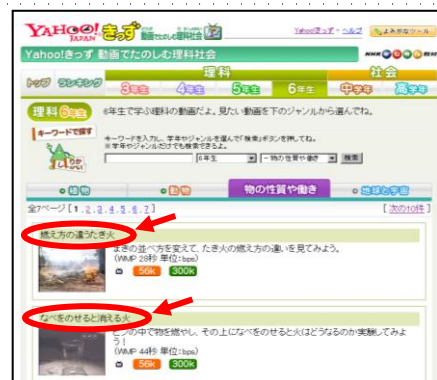 YAHOO!きっず 動画でたのしむ理科社会
JAPAN
Yahoo!きっず - ヘルプ
よみがなツール
Yahoo!きっず 動画でたのしむ理科社会
NHK
トップ ランキング
理科 社会
3年生 4年生 5年生 6年生 中学年 高学年
理科6年生 6年生で学ぶ理科の動画だよ。見たい動画を下のジャンルから選んでね。
キーワードで探す
キーワードを入力し、学年やジャンルを選んで「検索」ボタンを押してね。
※学年やジャンルだけでも検索できるよ。
6年生 -物の性質や働き 検索
植物 動物 物の性質や働き 地球と宇宙
全7ページ [ 1 . 2 . 3 . 4 . 5 . 6 . 7 ] [ 次の10件 ]
燃え方の違うたき火
まきの並べ方を変えて、たき火の燃え方の違いを見てみよう。
(WMP 28秒 単位:bps)
56k 300k
なべをのせると消える火
ビンの中で物を燃やし、その上になべをのせると火はどうなるのか実験してみよ
う!
(WMP 44秒 単位:bps)
56k 300k